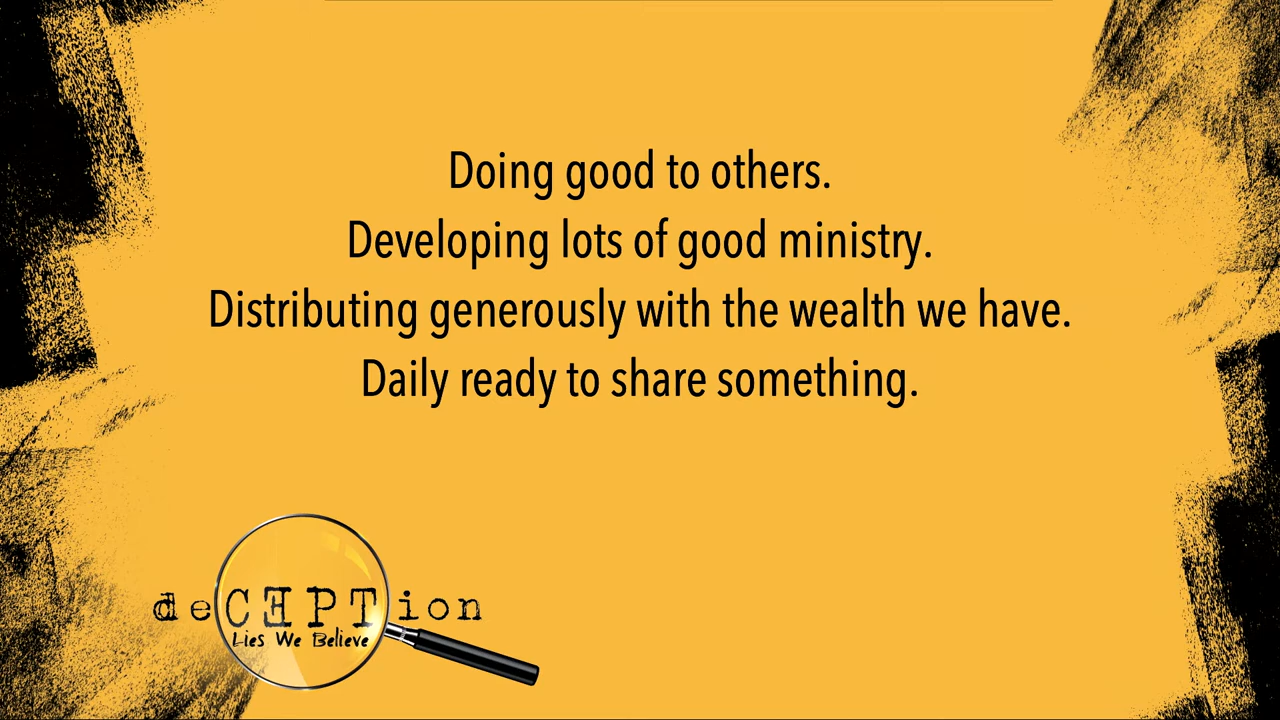 Doing good to others.
Developing lots of good ministry.
Distributing generously with the wealth we have.
Daily ready to share something.
deCEPTion
Lies We Believe